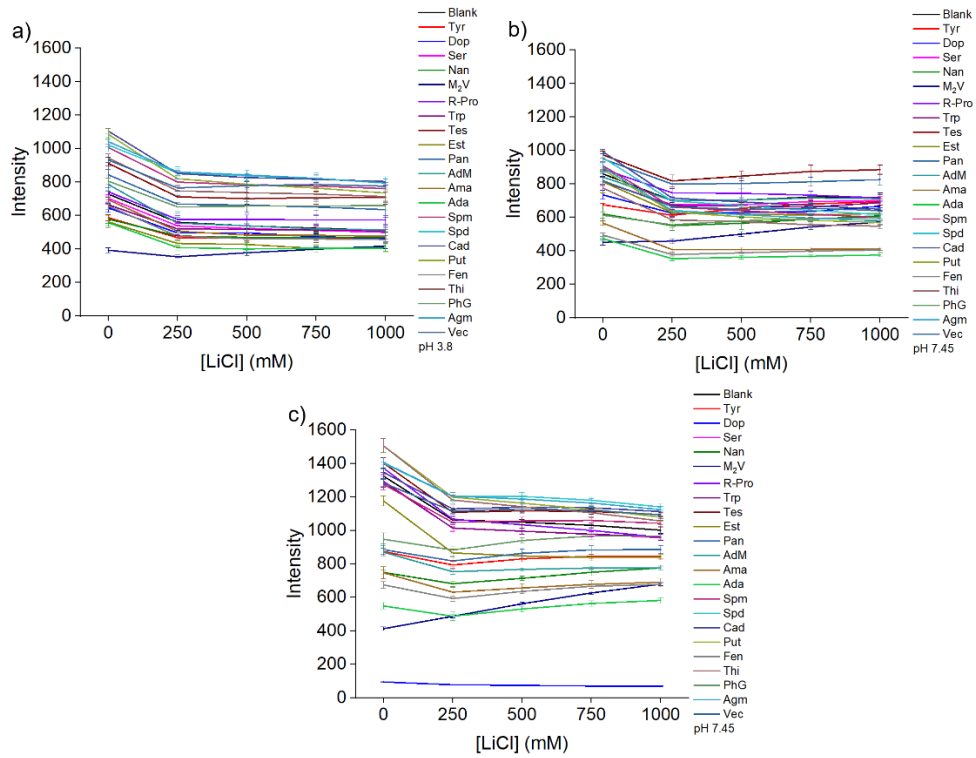 a)
1600
1400
1200
1000
800
600
400
200
0
Intensity
0 250 500 750 1000
[LiCl] (mM)
Blank
Tyr
Dop
Ser
Nan
M₂V
R-Pro
Trp
Tes
Est
Pan
AdM
Ama
Ada
Spm
Spd
Cad
Put
Fen
Thi
PhG
Agm
Vec
pH 3.8
b)
1600
1400
1200
1000
800
600
400
200
0
Intensity
0 250 500 750 1000
[LiCl] (mM)
Blank
Tyr
Dop
Ser
Nan
M₂V
R-Pro
Trp
Tes
Est
Pan
AdM
Ama
Ada
Spm
Spd
Cad
Put
Fen
Thi
PhG
Agm
Vec
pH 7.45
c)
1600
1400
1200
1000
800
600
400
200
0
Intensity
0 250 500 750 1000
[LiCl] (mM)
Blank
Tyr
Dop
Ser
Nan
M₂V
R-Pro
Trp
Tes
Est
Pan
AdM
Ama
Ada
Spm
Spd
Cad
Put
Fen
Thi
PhG
Agm
Vec
pH 7.45